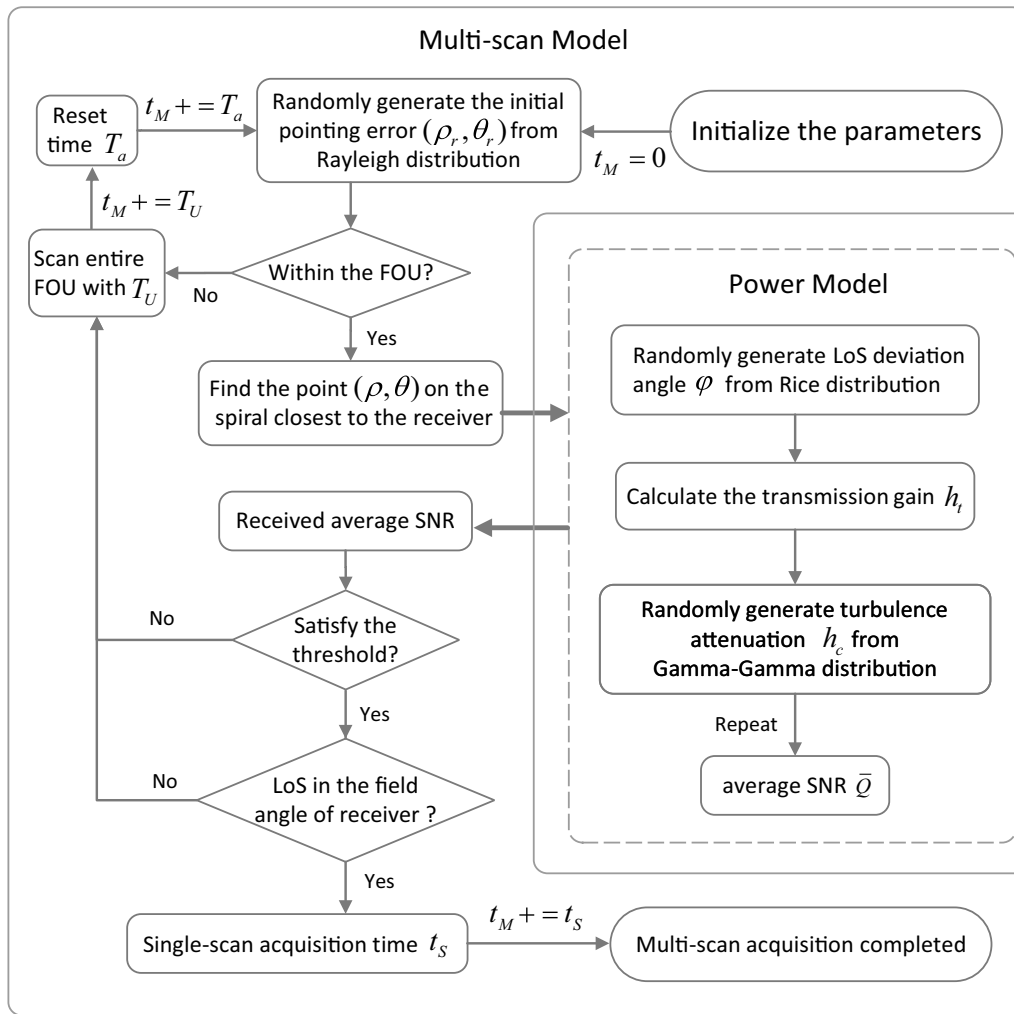 Multi-scan Model
Reset
time T_a
t_M + = T_a
Randomly generate the initial
pointing error (ρ_r, θ_r) from
Rayleigh distribution
Initialize the parameters
t_M = 0
t_M + = T_U
Scan entire
FOU with T_U
No
Within the FOU?
Yes
Find the point (ρ, θ) on the
spiral closest to the receiver
Power Model
Randomly generate LoS deviation
angle φ from Rice distribution
Calculate the transmission gain h_t
Randomly generate turbulence
attenuation h_c from
Gamma-Gamma distribution
Repeat
average SNR Q̄
Received average SNR
No
Satisfy the
threshold?
Yes
No
LoS in the field
angle of receiver ?
Yes
Single-scan acquisition time t_S
t_M + = t_S
Multi-scan acquisition completed